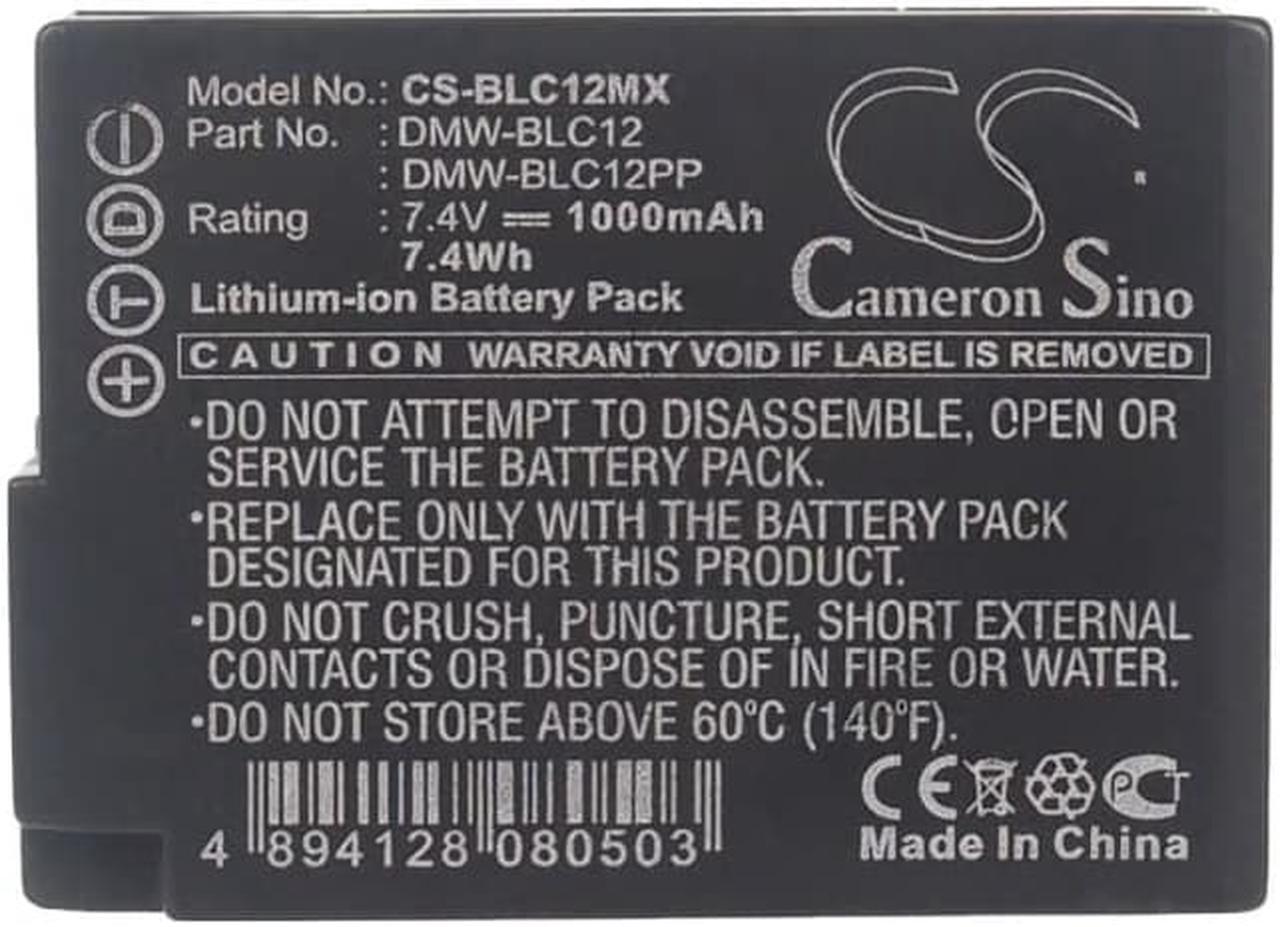 Model No.: CS-BLC12MX
Part No. : DMW-BLC12
: DMW-BLC12PP
Rating : 7.4V ⎓ 1000mAh
7.4Wh
Lithium-ion Battery Pack
CS
Cameron Sino
D
T
+
CAUTION WARRANTY VOID IF LABEL IS REMOVED
•DO NOT ATTEMPT TO DISASSEMBLE, OPEN OR
SERVICE THE BATTERY PACK.
•REPLACE ONLY WITH THE BATTERY PACK
DESIGNATED FOR THIS PRODUCT.
•DO NOT CRUSH, PUNCTURE, SHORT EXTERNAL
CONTACTS OR DISPOSE OF IN FIRE OR WATER.
•DO NOT STORE ABOVE 60°C (140°F).
4 894128 080503
CE PCT
Made In China